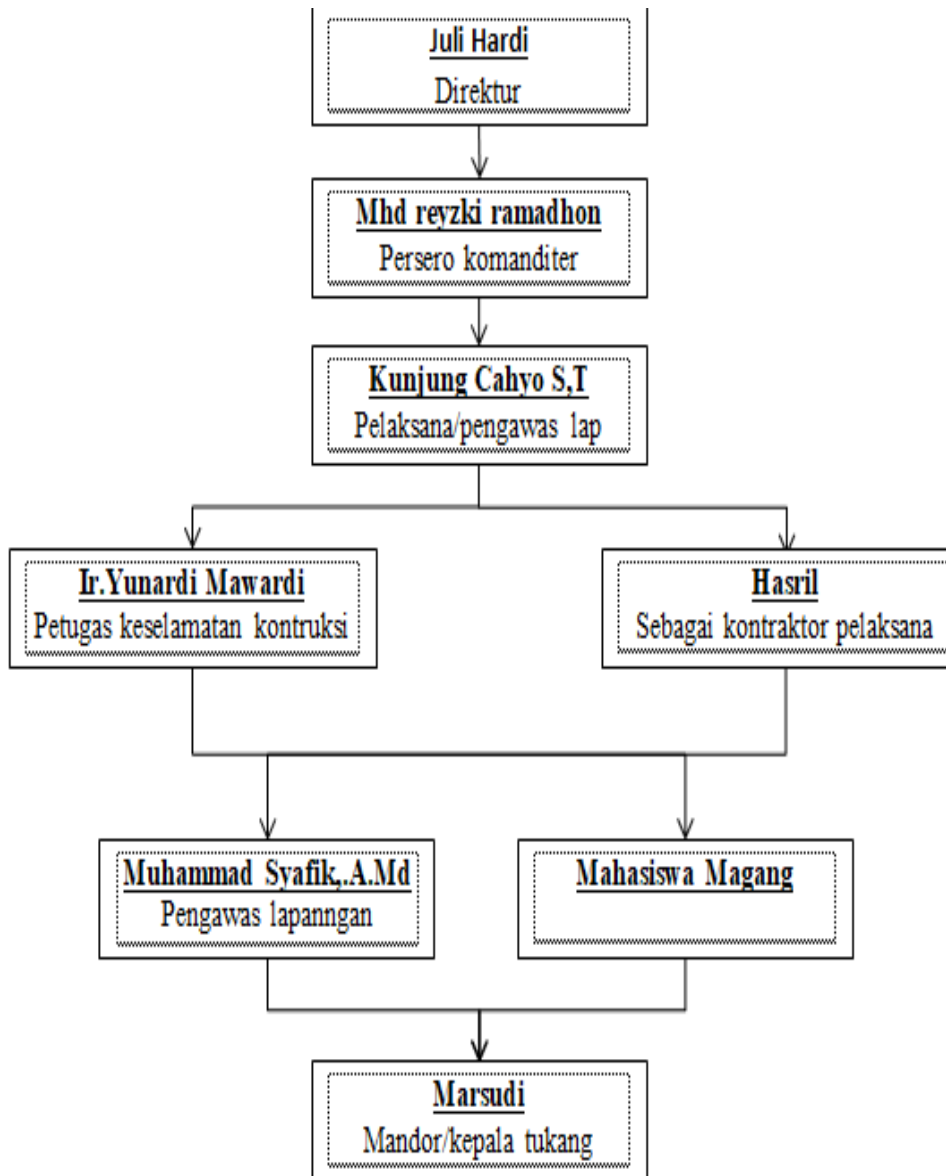 Juli Hardi
Direktur
Mhd reyzki ramadhon
Persero komanditer
Kunjung Cahyo S,T
Pelaksana/pengawas lap
Ir.Yunardi Mawardi
Petugas keselamatan kontruksi
Hasril
Sebagai kontraktor pelaksana
Muhammad Syafik,.A.Md
Pengawas lapanngan
Mahasiswa Magang
Marsudi
Mandor/kepala tukang